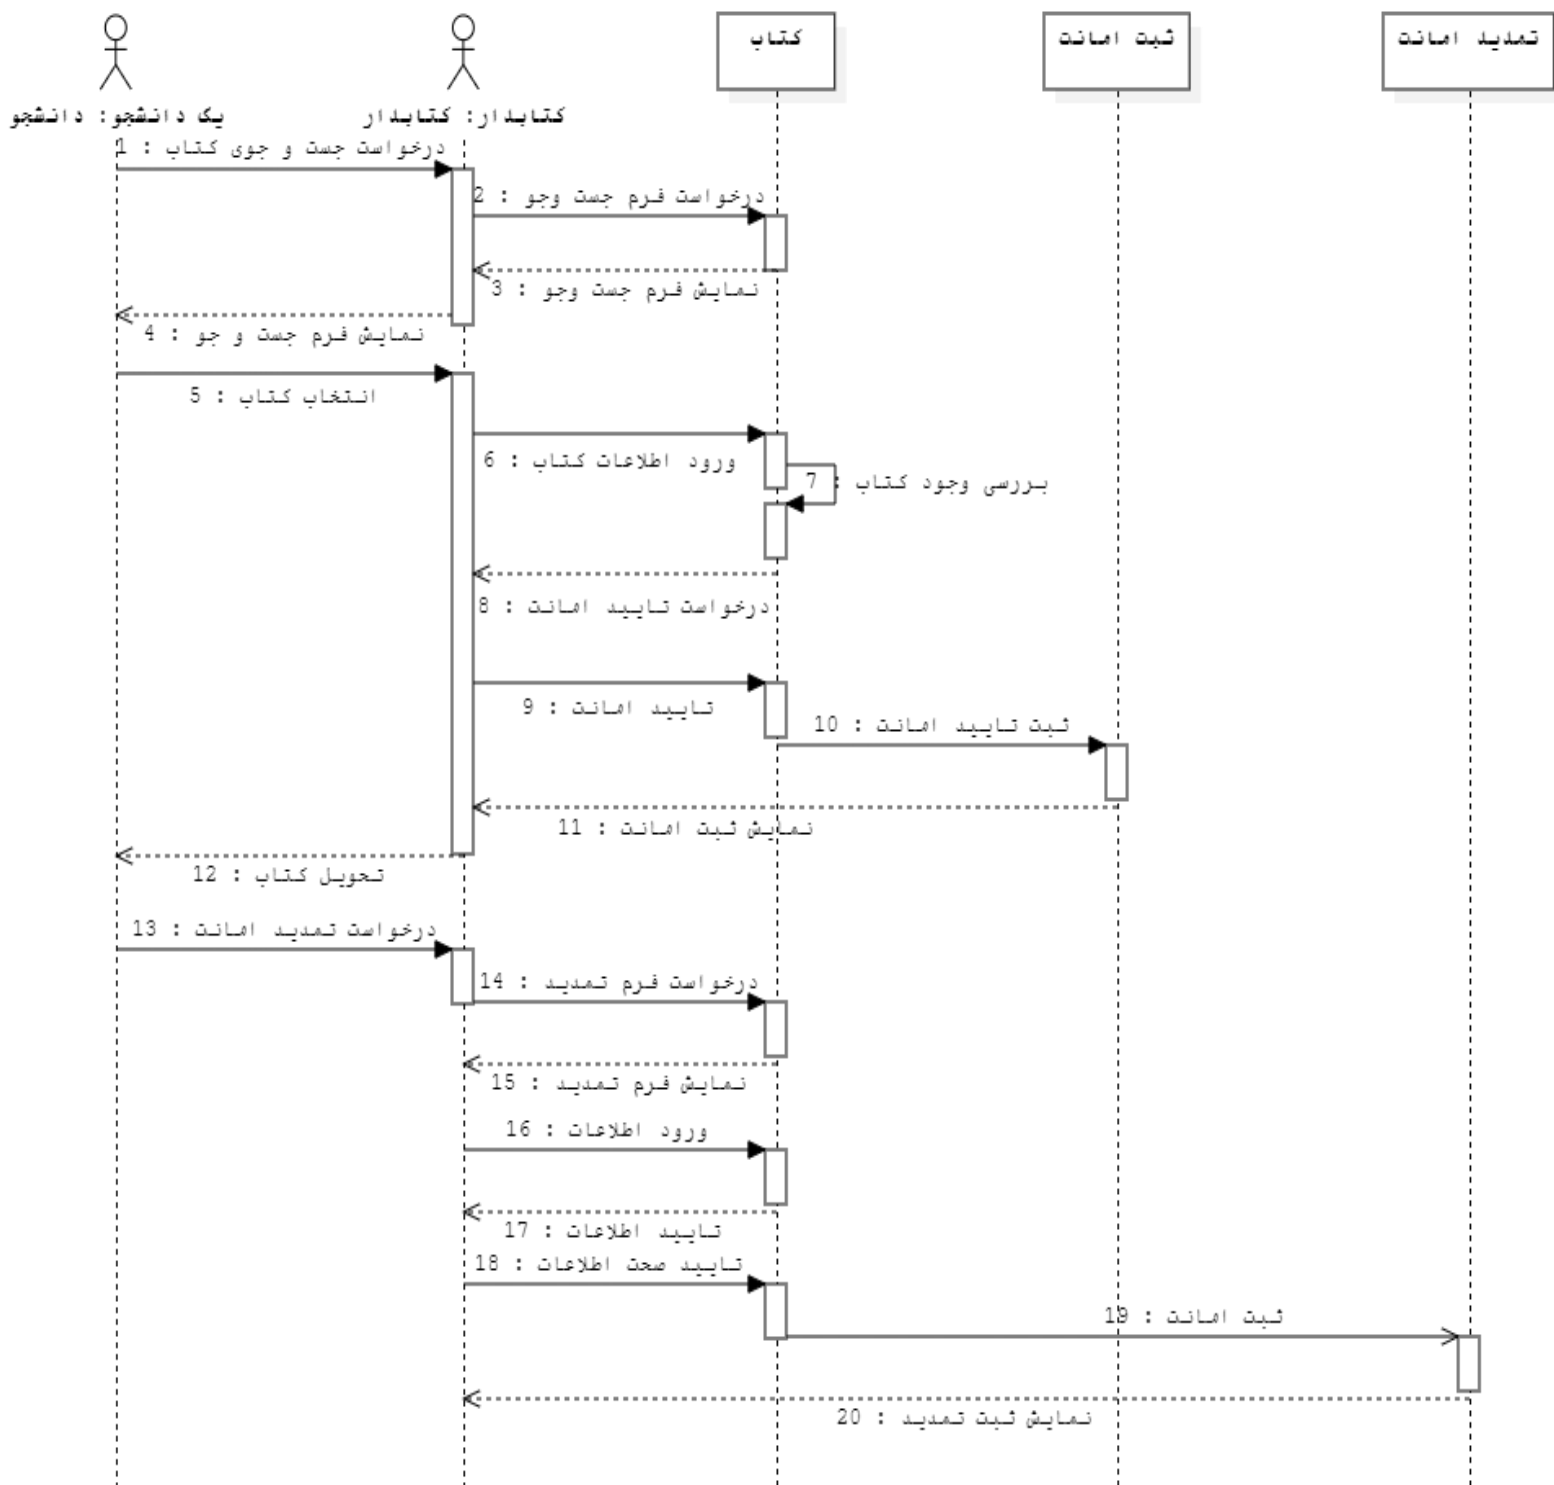 کتاب
ثبت امانت
تمدید امانت
یک دانشجو: دانشجو
کتابدار: کتابدار
1 : درخواست جست و جوی کتاب
2 : درخواست فرم جست وجو
3 : نمایش فرم جست وجو
4 : نمایش فرم جست و جو
5 : انتخاب کتاب
6 : ورود اطلاعات کتاب
7 : بررسی وجود کتاب
8 : درخواست تایید امانت
9 : تایید امانت
10 : ثبت تایید امانت
11 : نمایش ثبت امانت
12 : تحویل کتاب
13 : درخواست تمدید امانت
14 : درخواست فرم تمدید
15 : نمایش فرم تمدید
16 : ورود اطلاعات
17 : تایید اطلاعات
18 : تایید صحت اطلاعات
19 : ثبت امانت
20 : نمایش ثبت تمدید